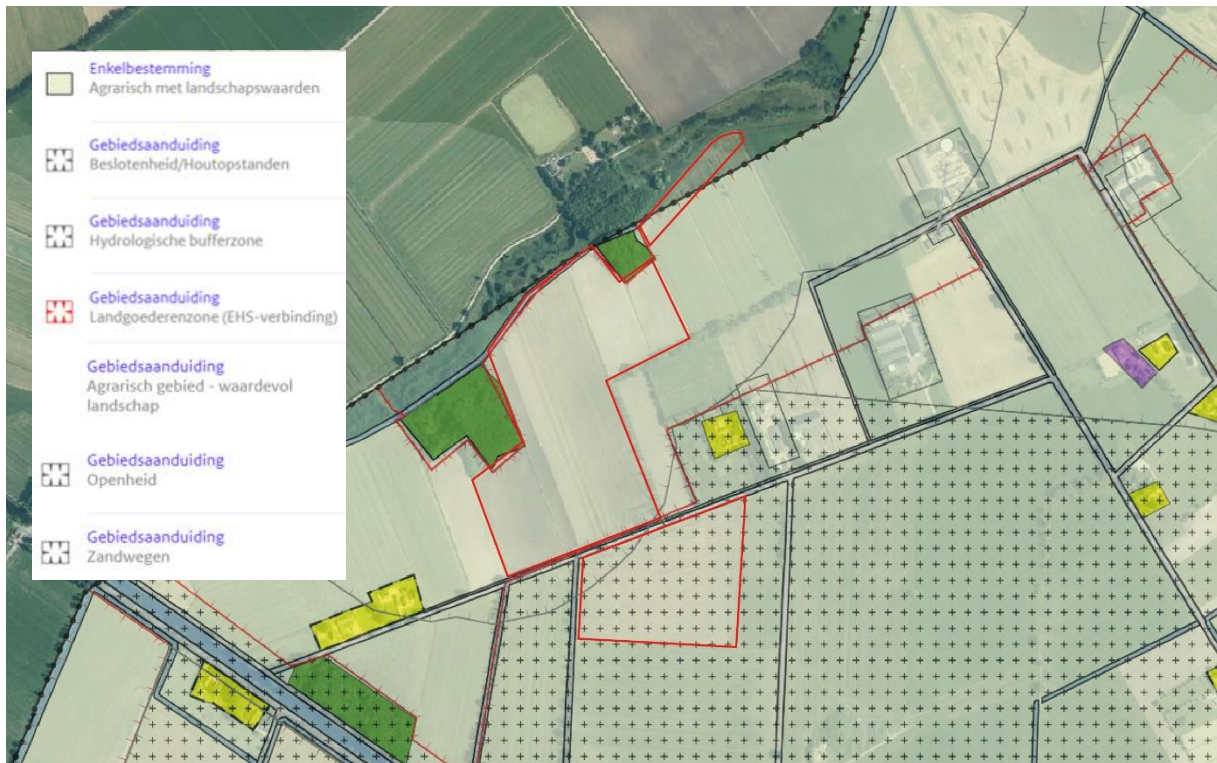 Enkelbestemming
Agrarisch met landschapswaarden
Gebiedsaanduiding
Beslotenheid/Houtopstanden
Gebiedsaanduiding
Hydrologische bufferzone
Gebiedsaanduiding
Landgoederenzone (EHS-verbinding)
Gebiedsaanduiding
Agrarisch gebied - waardevol
landschap
Gebiedsaanduiding
Openheid
Gebiedsaanduiding
Zandwegen